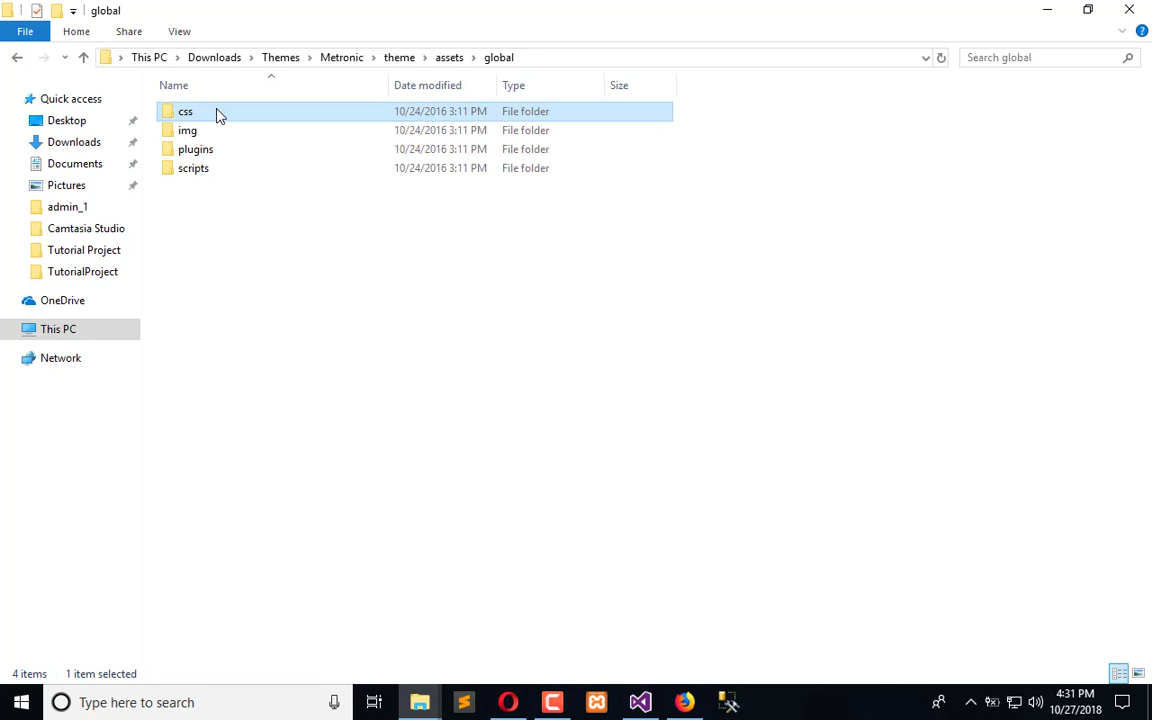 global
File Home Share View
This PC Downloads Themes Metronic theme assets global
Search global
Name Date modified Type Size
css 10/24/2016 3:11 PM File folder
img 10/24/2016 3:11 PM File folder
plugins 10/24/2016 3:11 PM File folder
scripts 10/24/2016 3:11 PM File folder
Quick access
Desktop
Downloads
Documents
Pictures
admin_1
Camtasia Studio
Tutorial Project
TutorialProject
OneDrive
This PC
Network
4 items 1 item selected
Type here to search
4:31 PM
10/27/2018